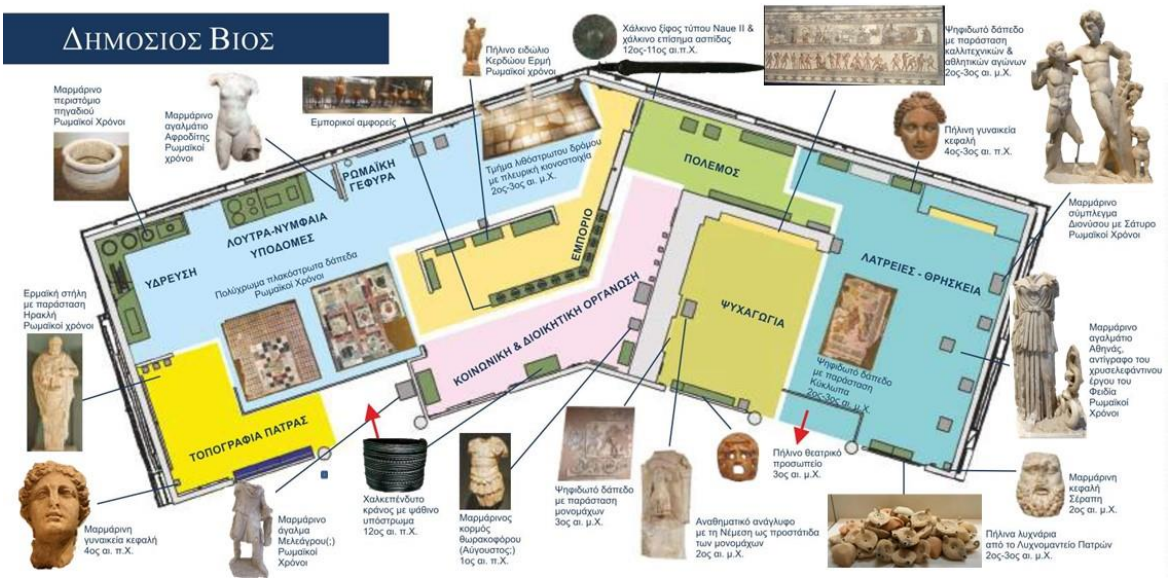 ΔΗΜΟΣΙΟΣ ΒΙΟΣ
Μαρμάρινο
περιστόμιο
πηγαδιού
Ρωμαϊκοί Χρόνοι
Μαρμάρινο
αγαλμάτιο
Αφροδίτης
Ρωμαϊκοί
χρόνοι
Εμπορικοί αμφορείς
Πήλινο ειδώλιο
Κερδώου Ερμή
Ρωμαϊκοί χρόνοι
Χάλκινο ξίφος τύπου Naue II &
χάλκινο επίσημα ασπίδας
12ος-11ος αι.π.Χ.
Ψηφιδωτό δάπεδο
με παράσταση
καλλιτεχνικών &
αθλητικών αγώνων
2ος-3ος αι. μ.Χ.
Πήλινη γυναικεία
κεφαλή
4ος-3ος αι. π.Χ.
Μαρμάρινο
σύμπλεγμα
Διονύσου με Σάτυρο
Ρωμαϊκοί Χρόνοι
ΡΩΜΑΪΚΗ
ΓΕΦΥΡΑ
Τμήμα λιθόστρωτου δρόμου
με πλευρική κιονοστοιχία
2ος-3ος αι. μ.Χ.
ΠΟΛΕΜΟΣ
ΛΟΥΤΡΑ-ΝΥΜΦΑΙΑ
ΥΠΟΔΟΜΕΣ
ΥΔΡΕΥΣΗ
Πολύχρωμα πλακόστρωτα δάπεδα
Ρωμαϊκοί Χρόνοι
ΕΜΠΟΡΙΟ
ΚΟΙΝΩΝΙΚΗ & ΔΙΟΙΚΗΤΙΚΗ ΟΡΓΑΝΩΣΗ
ΨΥΧΑΓΩΓΙΑ
ΛΑΤΡΕΙΕΣ - ΘΡΗΣΚΕΙΑ
Ψηφιδωτό δάπεδο
με παράσταση
Κύκλωπα
2ος-3ος αι. μ.Χ.
Ερμαϊκή στήλη
με παράσταση
Ηρακλή
Ρωμαϊκοί χρόνοι
ΤΟΠΟΓΡΑΦΙΑ ΠΑΤΡΑΣ
Μαρμάρινο
αγαλμάτιο
Αθηνάς,
αντίγραφο του
χρυσελεφάντινου
έργου του
Φειδία
Ρωμαϊκοί
Χρόνοι
Μαρμάρινη
γυναικεία κεφαλή
4ος αι. π.Χ.
Μαρμάρινο
άγαλμα
Μελεάγρου(;)
Ρωμαϊκοί
Χρόνοι
Χαλκεπένδυτο
κράνος με ψάθινο
υπόστρωμα
12ος αι. π.Χ.
Μαρμάρινος
κορμός
θωρακοφόρου
(Αύγουστος;)
1ος αι. π.Χ.
Ψηφιδωτό δάπεδο
με παράσταση
μονομάχων
3ος αι. μ.Χ.
Αναθηματικό ανάγλυφο
με τη Νέμεση ως προστάτιδα
των μονομάχων
2ος αι. μ.Χ.
Πήλινο θεατρικό
προσωπείο
3ος αι. μ.Χ.
Μαρμάρινη
κεφαλή
Σέραπη
2ος αι. μ.Χ.
Πήλινα λυχνάρια
από το Λυχνομαντείο Πατρών
2ος-3ος αι. μ.Χ.